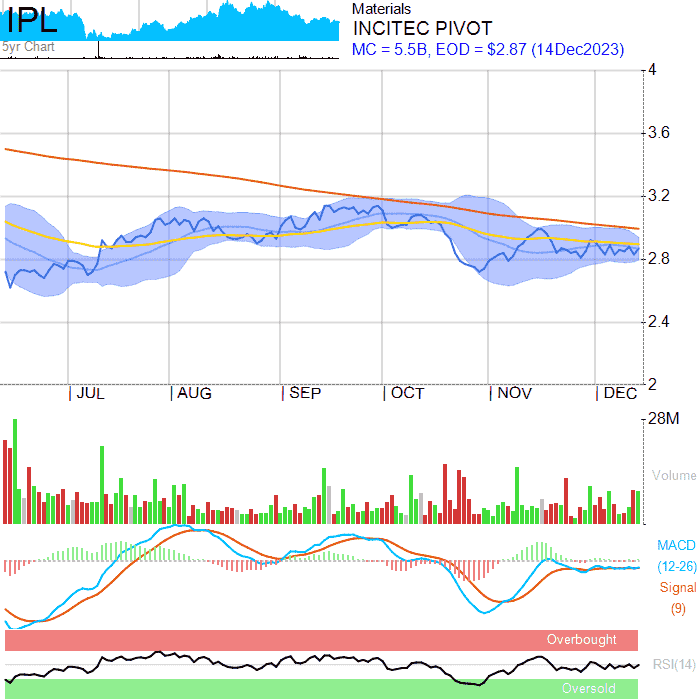 IPL
5yr Chart
Materials
INCITEC PIVOT
MC = 5.5B, EOD = $2.87 (14Dec2023)
4
3.6
3.2
2.8
2.4
2
JUL AUG SEP OCT NOV DEC
28M
Volume
MACD
(12-26)
Signal
(9)
Overbought
RSI(14)
Oversold